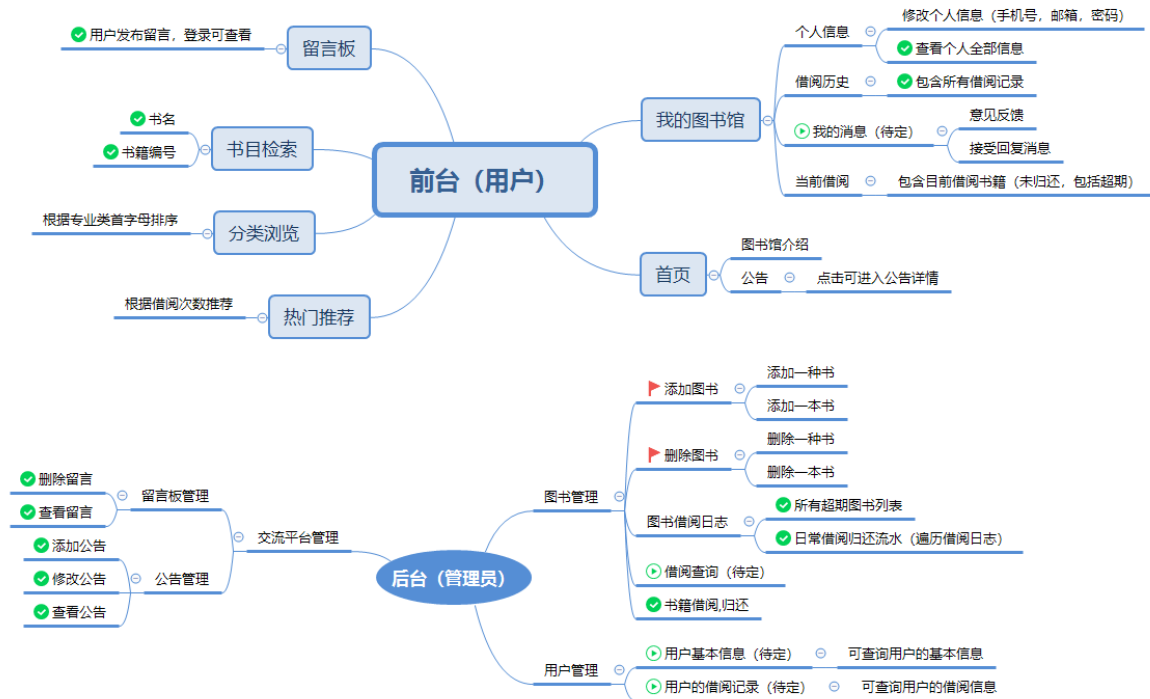 前台（用户）
留言板
用户发布留言，登录可查看
书目检索
书名
书籍编号
分类浏览
根据专业类首字母排序
热门推荐
根据借阅次数推荐
我的图书馆
个人信息
修改个人信息（手机号，邮箱，密码）
查看个人全部信息
借阅历史
包含所有借阅记录
我的消息（待定）
意见反馈
接受回复消息
当前借阅
包含目前借阅书籍（未归还，包括超期）
首页
图书馆介绍
公告
点击可进入公告详情
后台（管理员）
交流平台管理
留言板管理
删除留言
查看留言
公告管理
添加公告
修改公告
查看公告
图书管理
添加图书
添加一种书
添加一本书
删除图书
删除一种书
删除一本书
图书借阅日志
所有超期图书列表
日常借阅归还流水（遍历借阅日志）
借阅查询（待定）
书籍借阅,归还
用户管理
用户基本信息（待定）
可查询用户的基本信息
用户的借阅记录（待定）
可查询用户的借阅信息